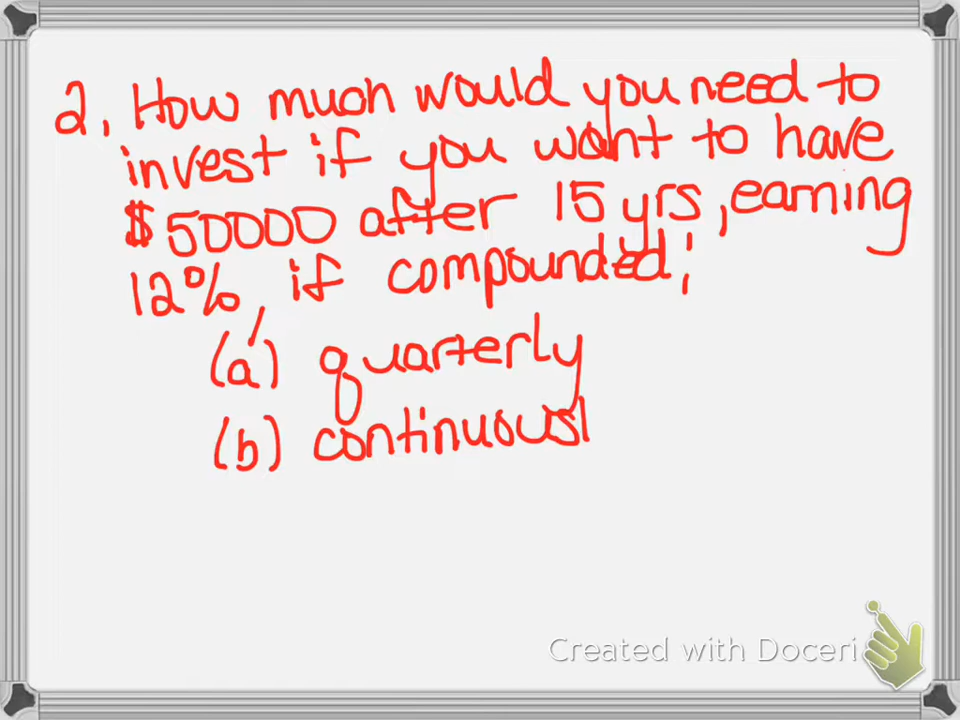 2. How much would you need to
invest if you want to have
$50000 after 15 yrs, earning
12%, if compounded;
(a) quarterly
(b) continuousl
Created with Doceri